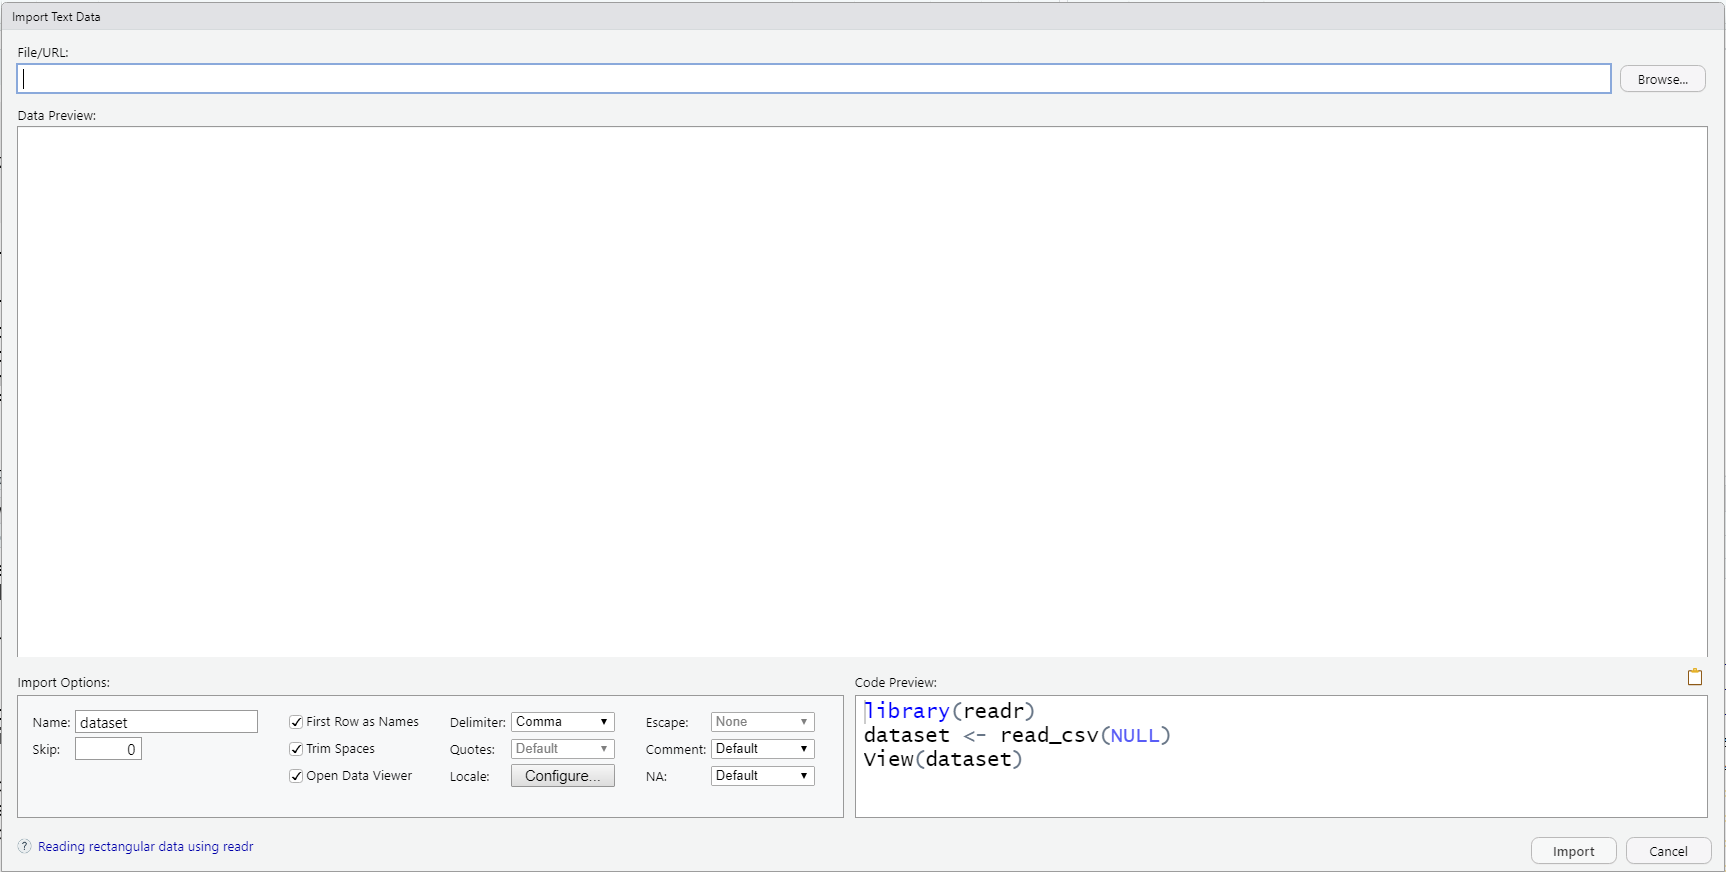 Import Text Data
File/URL:
Browse...
Data Preview:
Import Options:
Name: dataset
Skip: 0
First Row as Names
Trim Spaces
Open Data Viewer
Delimiter: Comma
Quotes: Default
Locale: Configure...
Escape: None
Comment: Default
NA: Default
Code Preview:
library(readr)
dataset <- read_csv(NULL)
View(dataset)
? Reading rectangular data using readr
Import
Cancel